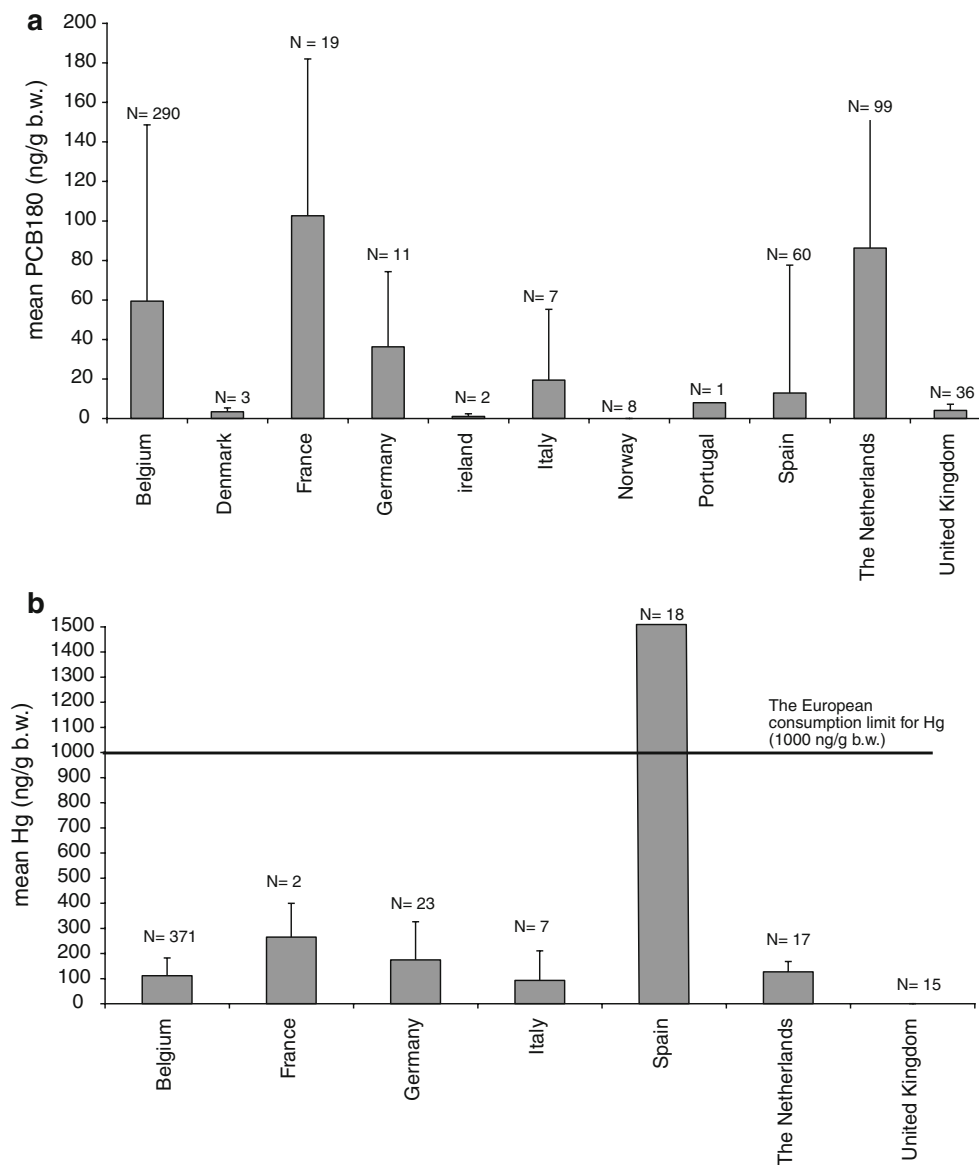 a
mean PCB180 (ng/g b.w.)
200
180
160
140
120
100
80
60
40
20
0
N= 290
N= 3
N = 19
N= 11
N= 2
N= 7
N= 8
N= 1
N= 60
N= 99
N= 36
Belgium
Denmark
France
Germany
ireland
Italy
Norway
Portugal
Spain
The Netherlands
United Kingdom
b
mean Hg (ng/g b.w.)
1500
1400
1300
1200
1100
1000
900
800
700
600
500
400
300
200
100
0
N= 371
N= 2
N= 23
N= 7
N= 18
N= 17
N= 15
The European
consumption limit for Hg
(1000 ng/g b.w.)
Belgium
France
Germany
Italy
Spain
The Netherlands
United Kingdom